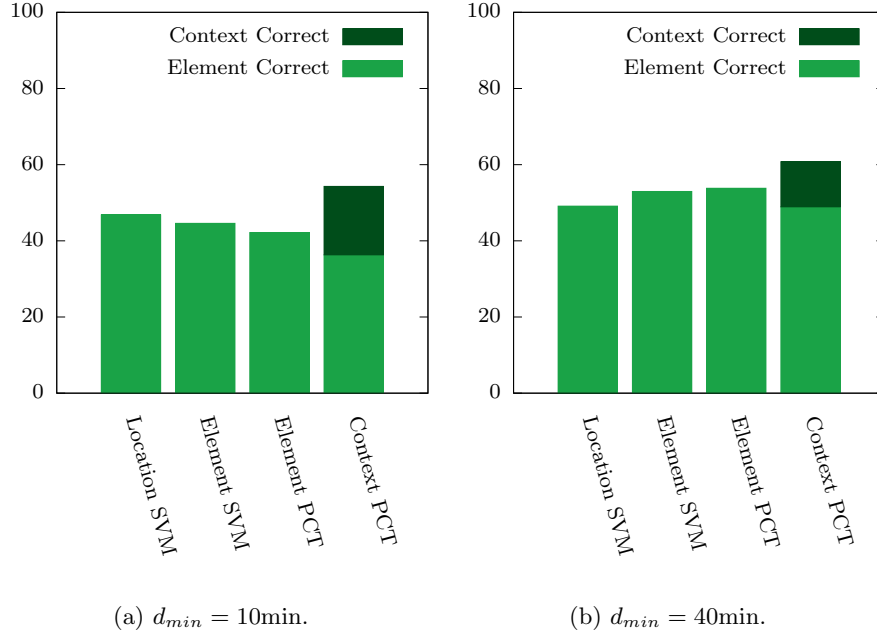 100
80
60
40
20
0
Context Correct
Element Correct
Location SVM
Element SVM
Element PCT
Context PCT
(a) d_min = 10min.
100
80
60
40
20
0
Context Correct
Element Correct
Location SVM
Element SVM
Element PCT
Context PCT
(b) d_min = 40min.